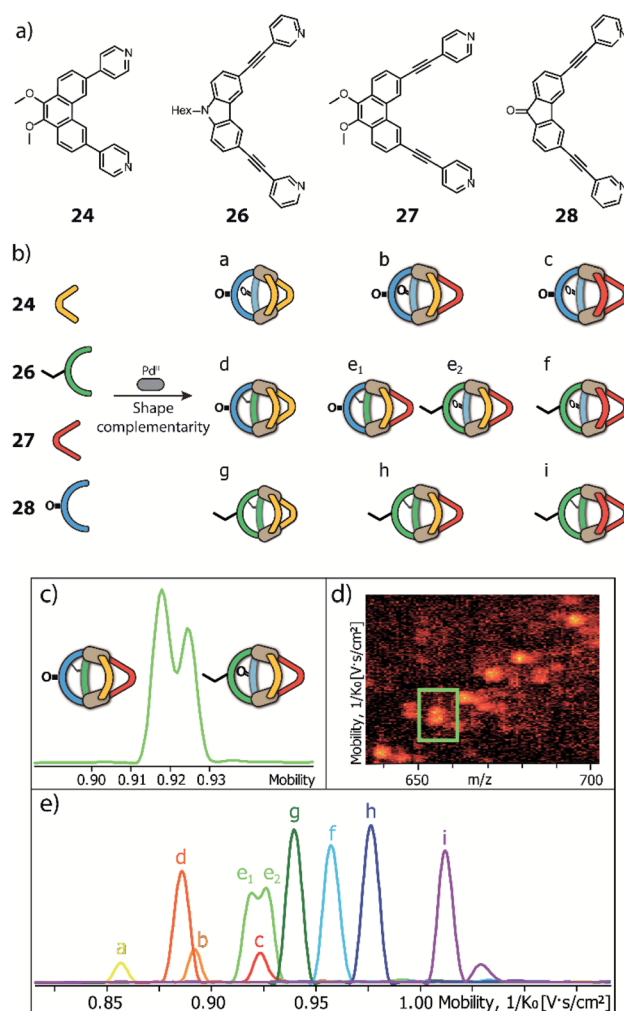 a)
N
N
N
N
O
O
Hex-N
O
O
O
N
N
N
N
24 26 27 28
b)
a b c
24
O O
O O
O
26
d e₁ e₂ f
Pdᴵᴵ
O O O O
Shape
complementarity
27
g h i
28 O
c)
O
O
0.90 0.91 0.92 0.93
Mobility
d)
Mobility, 1/K₀[V·s/cm²]
650 m/z 700
e)
g h
f i
d
e₁ e₂
b c
a
0.85 0.90 0.95 1.00 Mobility, 1/K₀[V·s/cm²]